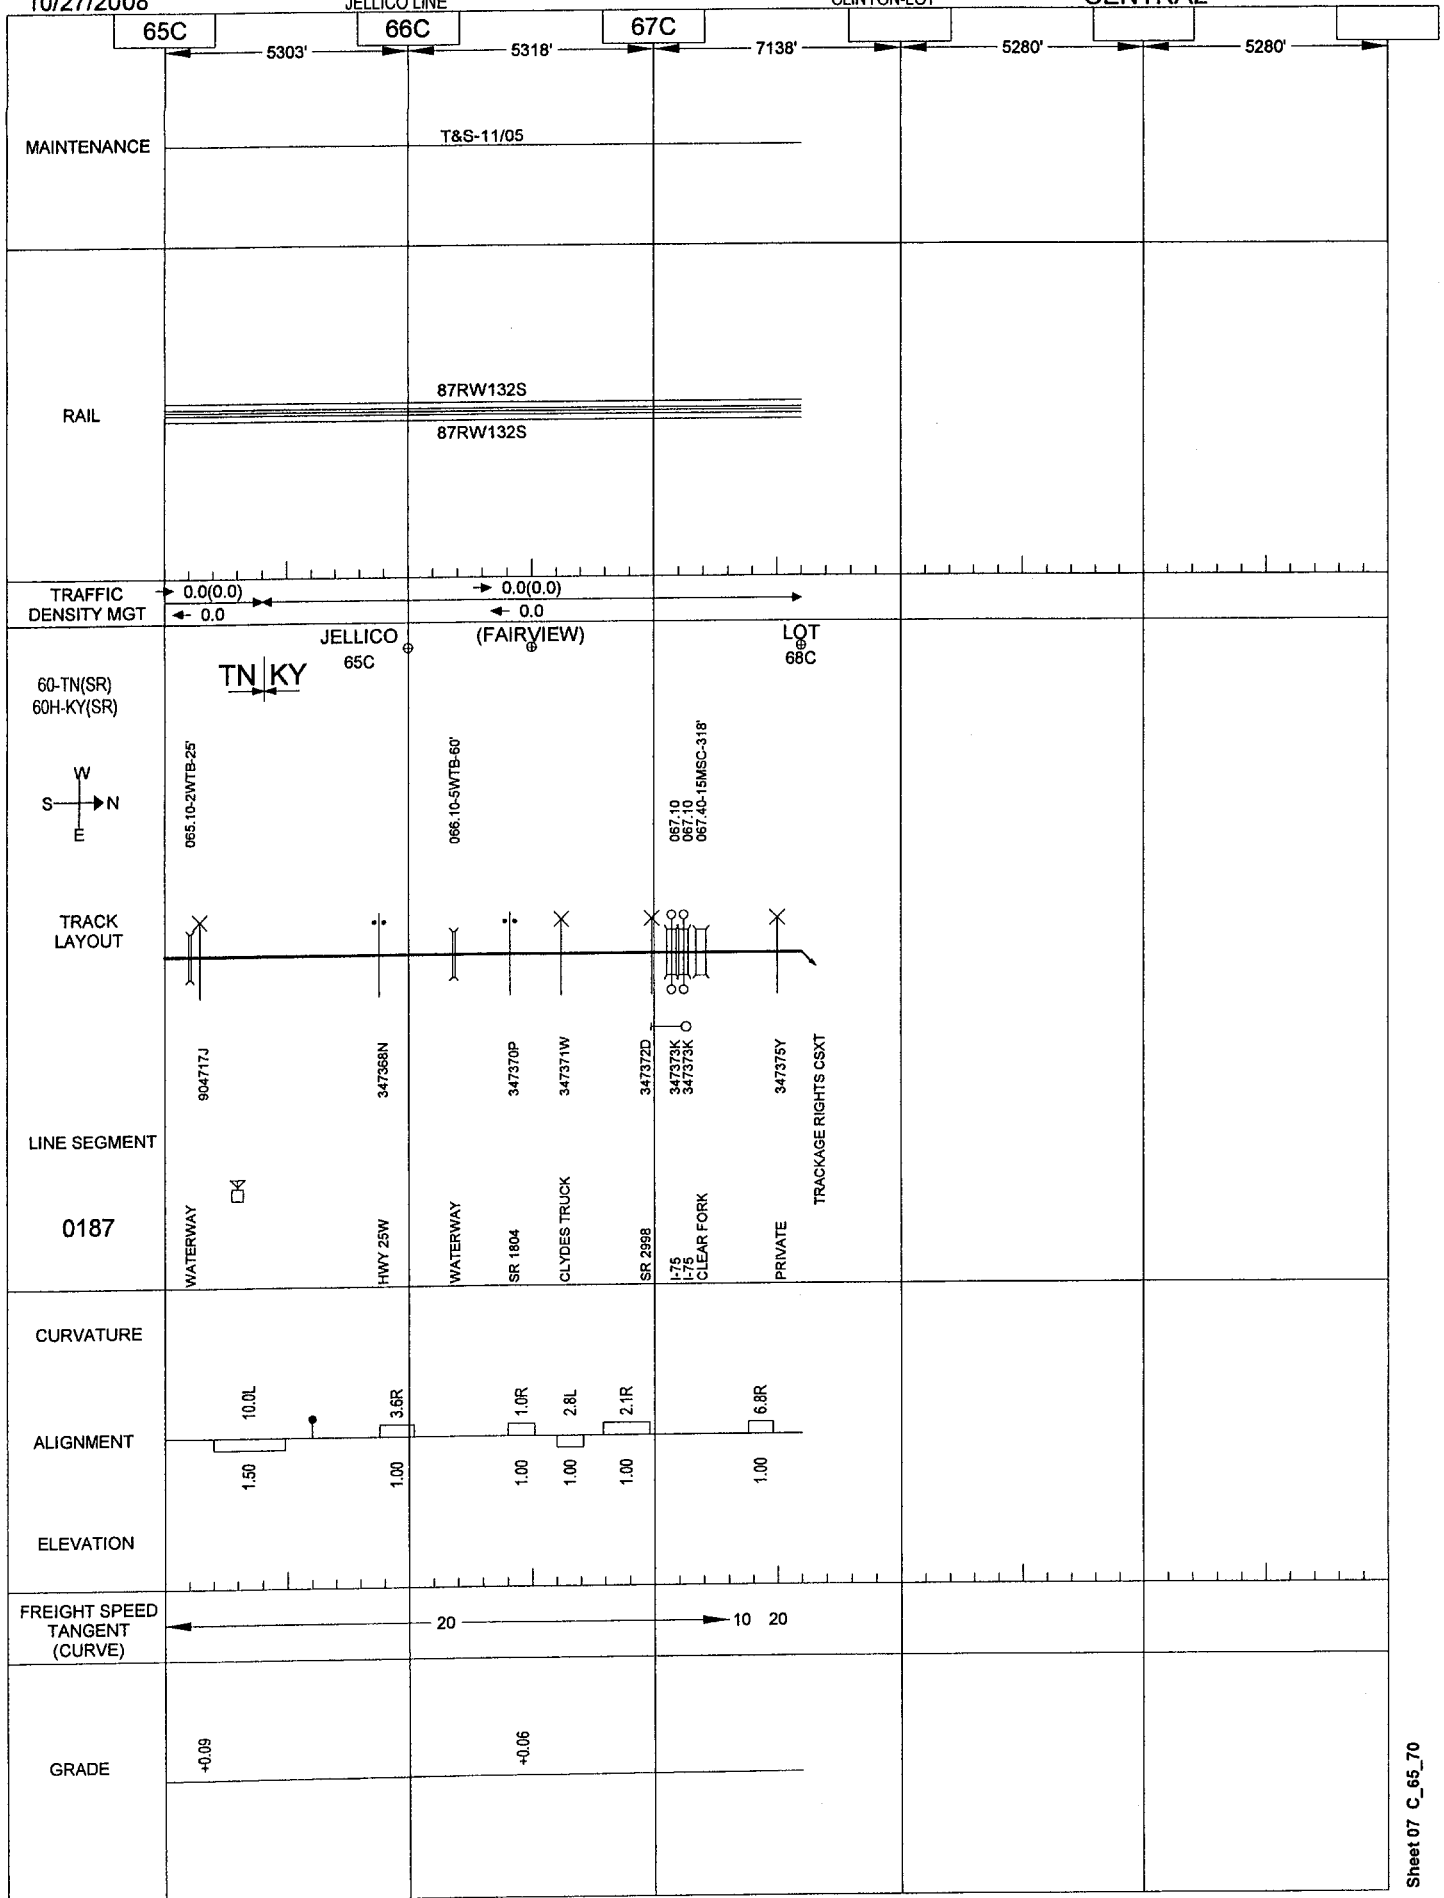 10/27/2008 JELLICO LINE CLINTON-LOT CENTRAL
65C 66C 67C
5303' 5318' 7138' 5280' 5280'
MAINTENANCE
T&S-11/05
RAIL
87RW132S
87RW132S
TRAFFIC
DENSITY MGT
0.0(0.0) 0.0(0.0)
0.0 0.0
JELLICO (FAIRVIEW) LOT
65C 68C
TN KY
60-TN(SR)
60H-KY(SR)
W
S N
E
065.10-2WTB-25'
066.10-5WTB-60'
067.10
067.10
067.40-15MSC-318'
TRACK
LAYOUT
904717J
347368N
347370P
347371W
347372D
347373K
347373K
347375Y
TRACKAGE RIGHTS CSXT
LINE SEGMENT
0187
WATERWAY
HWY 25W
WATERWAY
SR 1804
CLYDES TRUCK
SR 2998
I-75
I-75
CLEAR FORK
PRIVATE
CURVATURE
10.0L 3.6R 1.0R 2.8L 2.1R 6.8R
ALIGNMENT
1.50 1.00 1.00 1.00 1.00 1.00
ELEVATION
FREIGHT SPEED
TANGENT
(CURVE)
20 10 20
GRADE
+0.09 +0.06
Sheet 07 C_65_70